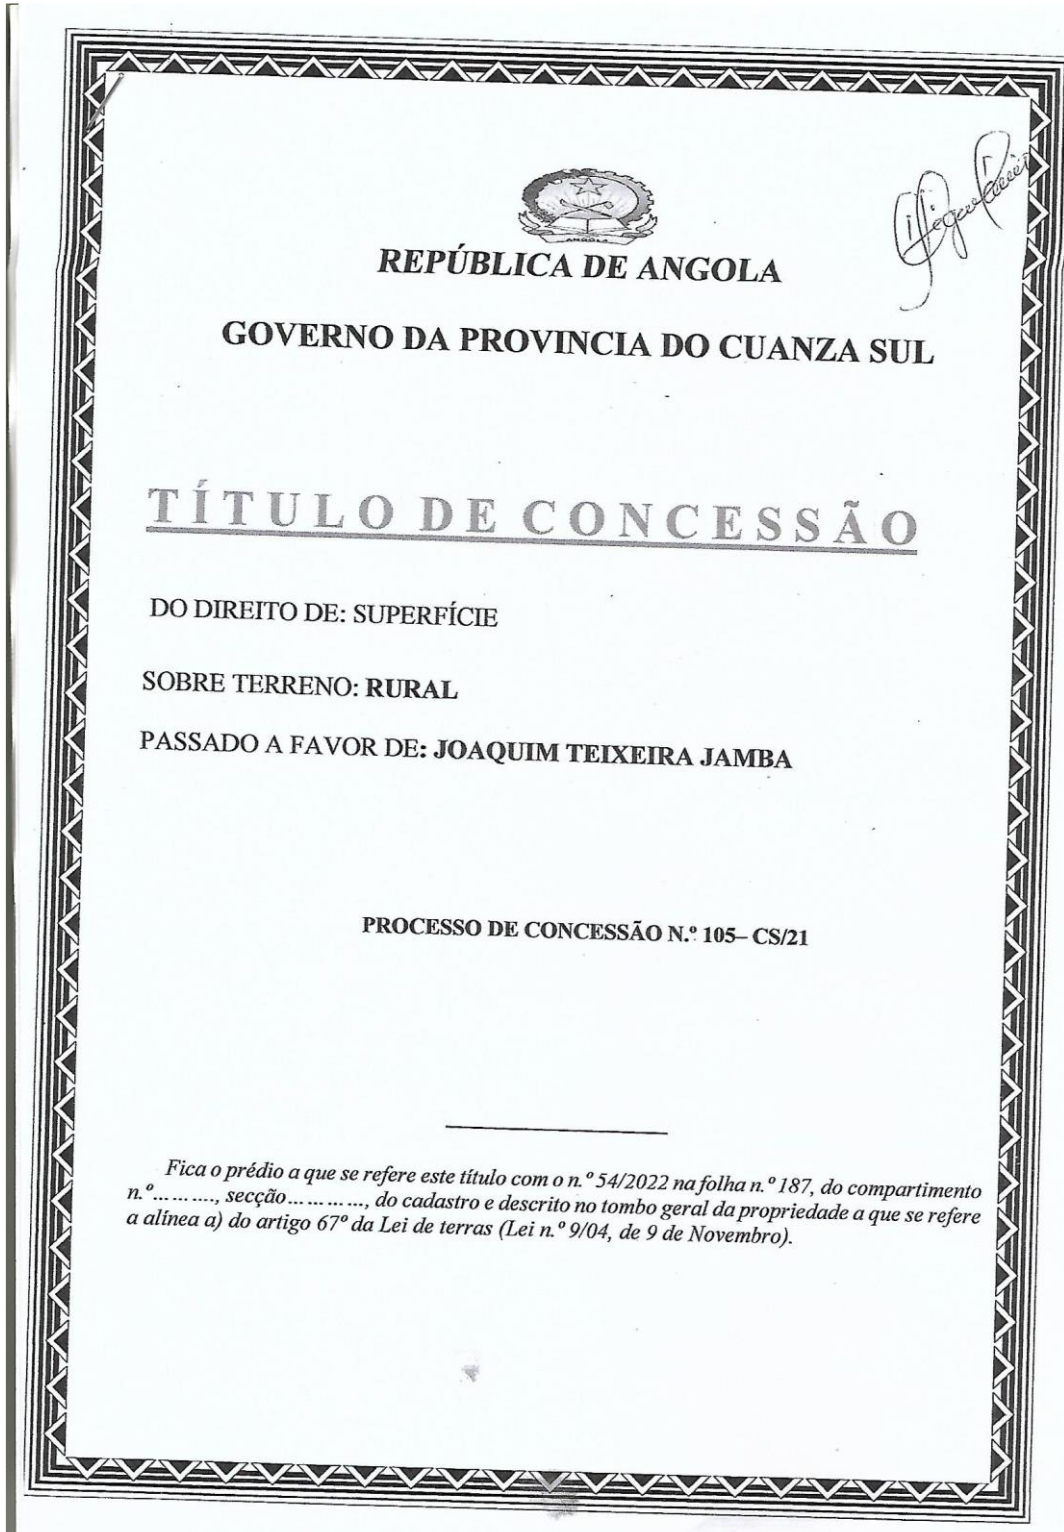 ANGOLA
REPÚBLICA DE ANGOLA
GOVERNO DA PROVINCIA DO CUANZA SUL
TÍTULO DE CONCESSÃO
DO DIREITO DE: SUPERFÍCIE
SOBRE TERRENO: RURAL
PASSADO A FAVOR DE: JOAQUIM TEIXEIRA JAMBA
PROCESSO DE CONCESSÃO N.º 105– CS/21
Fica o prédio a que se refere este título com o n.º 54/2022 na folha n.º 187, do compartimento
n.º... ... ..., secção... ... ... ..., do cadastro e descrito no tombo geral da propriedade a que se refere
a alínea a) do artigo 67º da Lei de terras (Lei n.º 9/04, de 9 de Novembro).